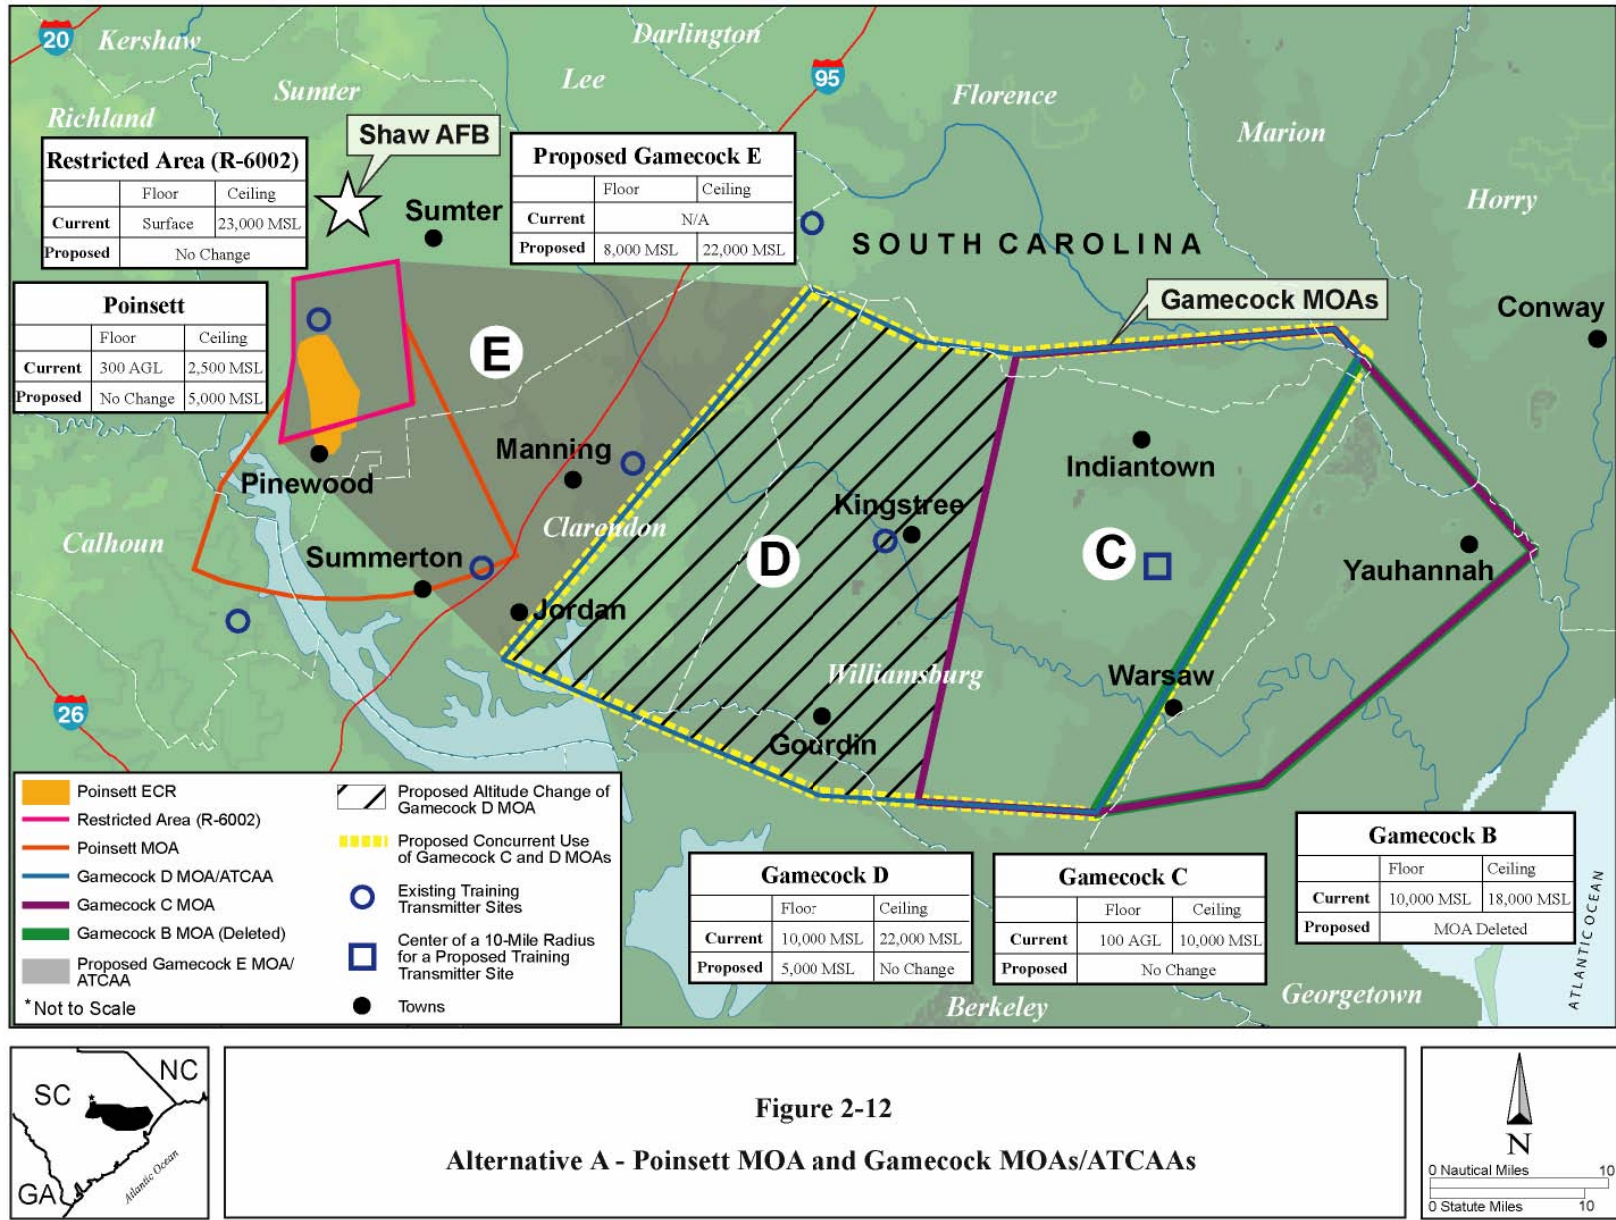 20
Kershaw
Darlington
Lee
95
Sumter
Richland
Florence
Marion
Horry
Shaw AFB
Restricted Area (R-6002)
Floor Ceiling
Current Surface 23,000 MSL
Proposed No Change
Proposed Gamecock E
Floor Ceiling
Current N/A
Proposed 8,000 MSL 22,000 MSL
Sumter
SOUTH CAROLINA
Gamecock MOAs
Conway
Poinsett
Floor Ceiling
Current 300 AGL 2,500 MSL
Proposed No Change 5,000 MSL
E
Manning
Pinewood
Indiantown
Kingstree
Clarendon
Calhoun
Summerton
D
C
Yauhannah
Jordan
Williamsburg
Warsaw
26
Gourdin
Poinsett ECR
Restricted Area (R-6002)
Poinsett MOA
Gamecock D MOA/ATCAA
Gamecock C MOA
Gamecock B MOA (Deleted)
Proposed Gamecock E MOA/
ATCAA
*Not to Scale
Proposed Altitude Change of
Gamecock D MOA
Proposed Concurrent Use
of Gamecock C and D MOAs
Existing Training
Transmitter Sites
Center of a 10-Mile Radius
for a Proposed Training
Transmitter Site
Towns
Gamecock D
Floor Ceiling
Current 10,000 MSL 22,000 MSL
Proposed 5,000 MSL No Change
Gamecock C
Floor Ceiling
Current 100 AGL 10,000 MSL
Proposed No Change
Gamecock B
Floor Ceiling
Current 10,000 MSL 18,000 MSL
Proposed MOA Deleted
ATLANTIC OCEAN
Berkeley
Georgetown
NC
SC
GA
Atlantic Ocean
Figure 2-12
Alternative A - Poinsett MOA and Gamecock MOAs/ATCAAs
N
0 Nautical Miles 10
0 Statute Miles 10